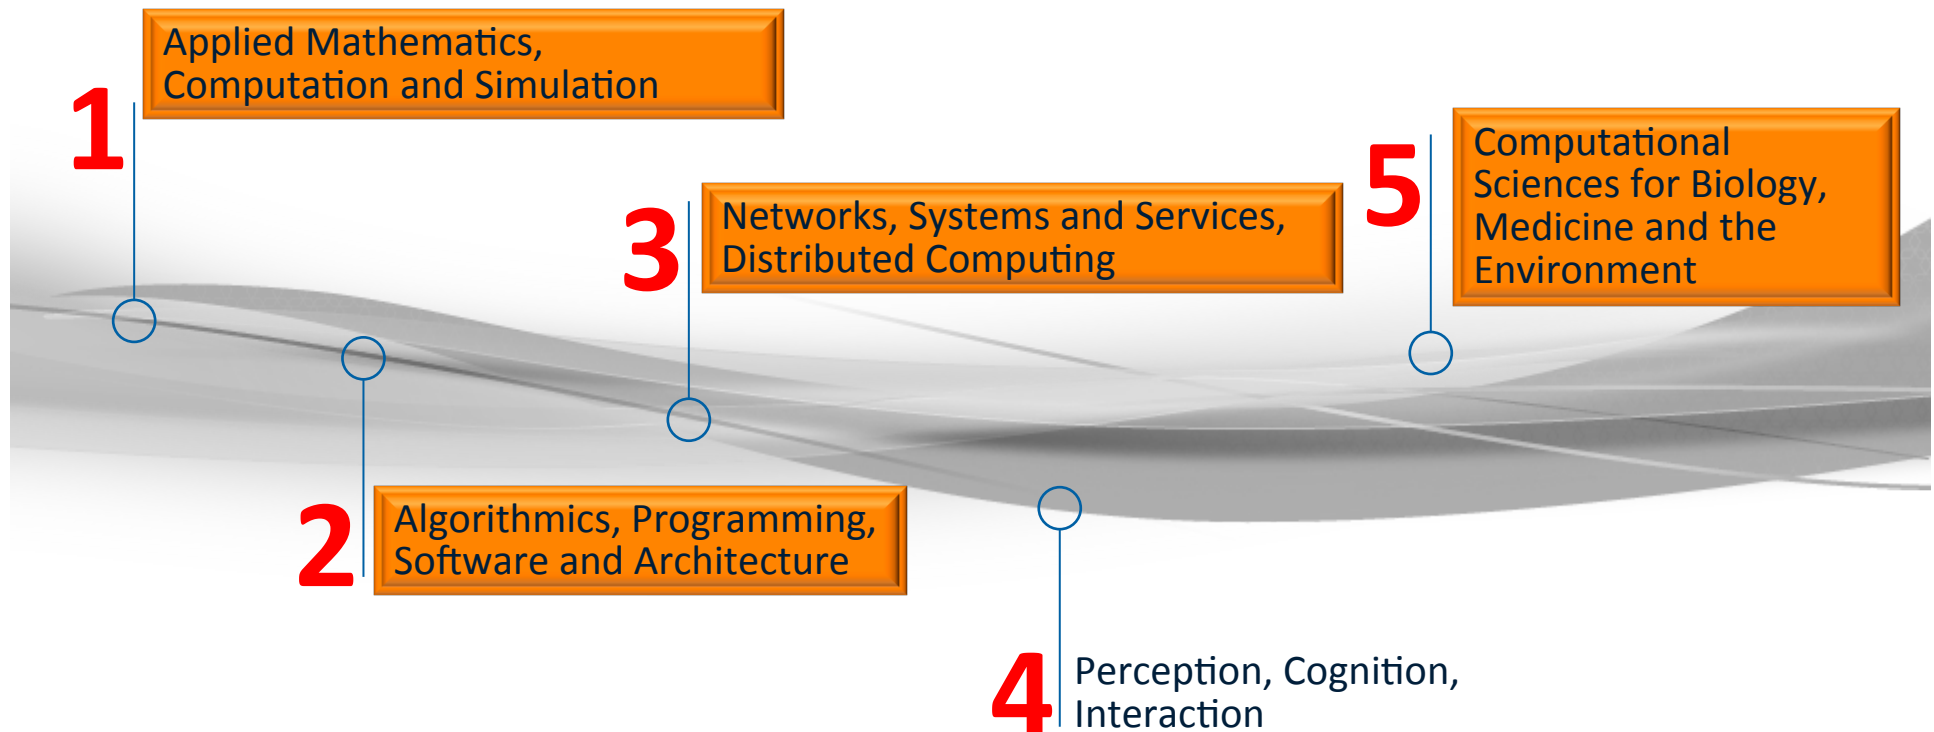 1
Applied Mathematics,
Computation and Simulation
2
Algorithmics, Programming,
Software and Architecture
3
Networks, Systems and Services,
Distributed Computing
4
Perception, Cognition,
Interaction
5
Computational
Sciences for Biology,
Medicine and the
Environment